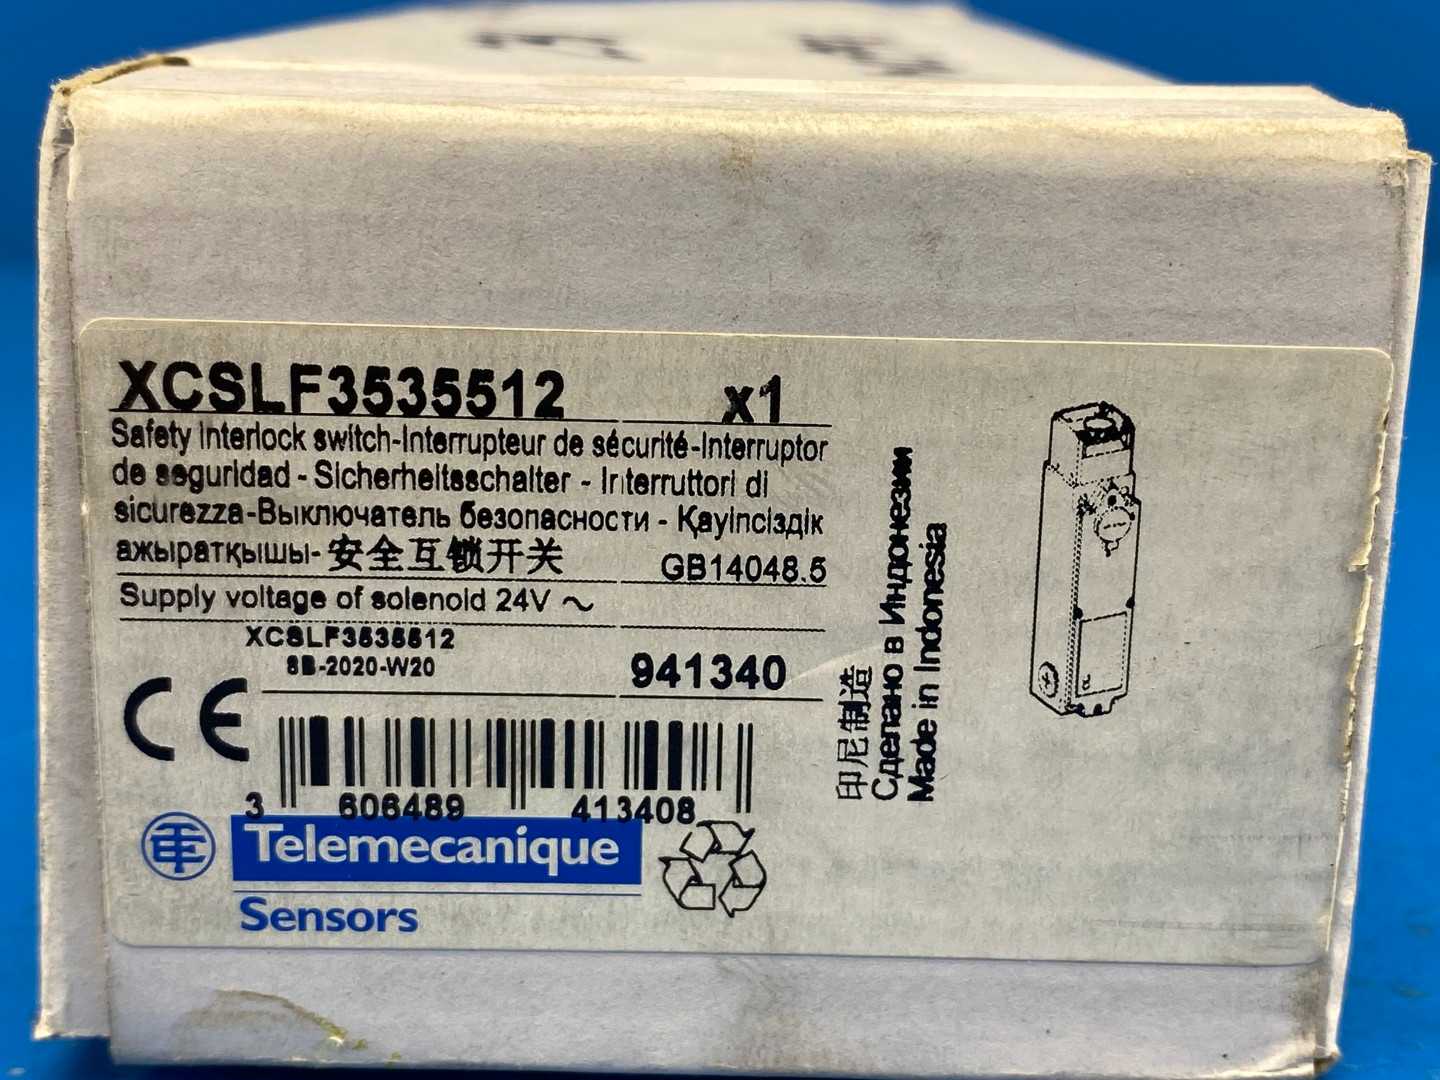 XCSLF3535512 x1
Safety interlock switch-Interrupteur de sécurité-Interruptor
de seguridad - Sicherheitsschalter - Interruttori di
sicurezza-Выключатель безопасности - Қауіпсіздік
ажыратқышы-安全互锁开关 GB14048.5
Supply voltage of solenoid 24V ~
XCSLF3535512
8B-2020-W20
941340
CE
3 606489 413408
Telemecanique
Sensors
印尼制造
Сделано в Индонезии
Made in Indonesia